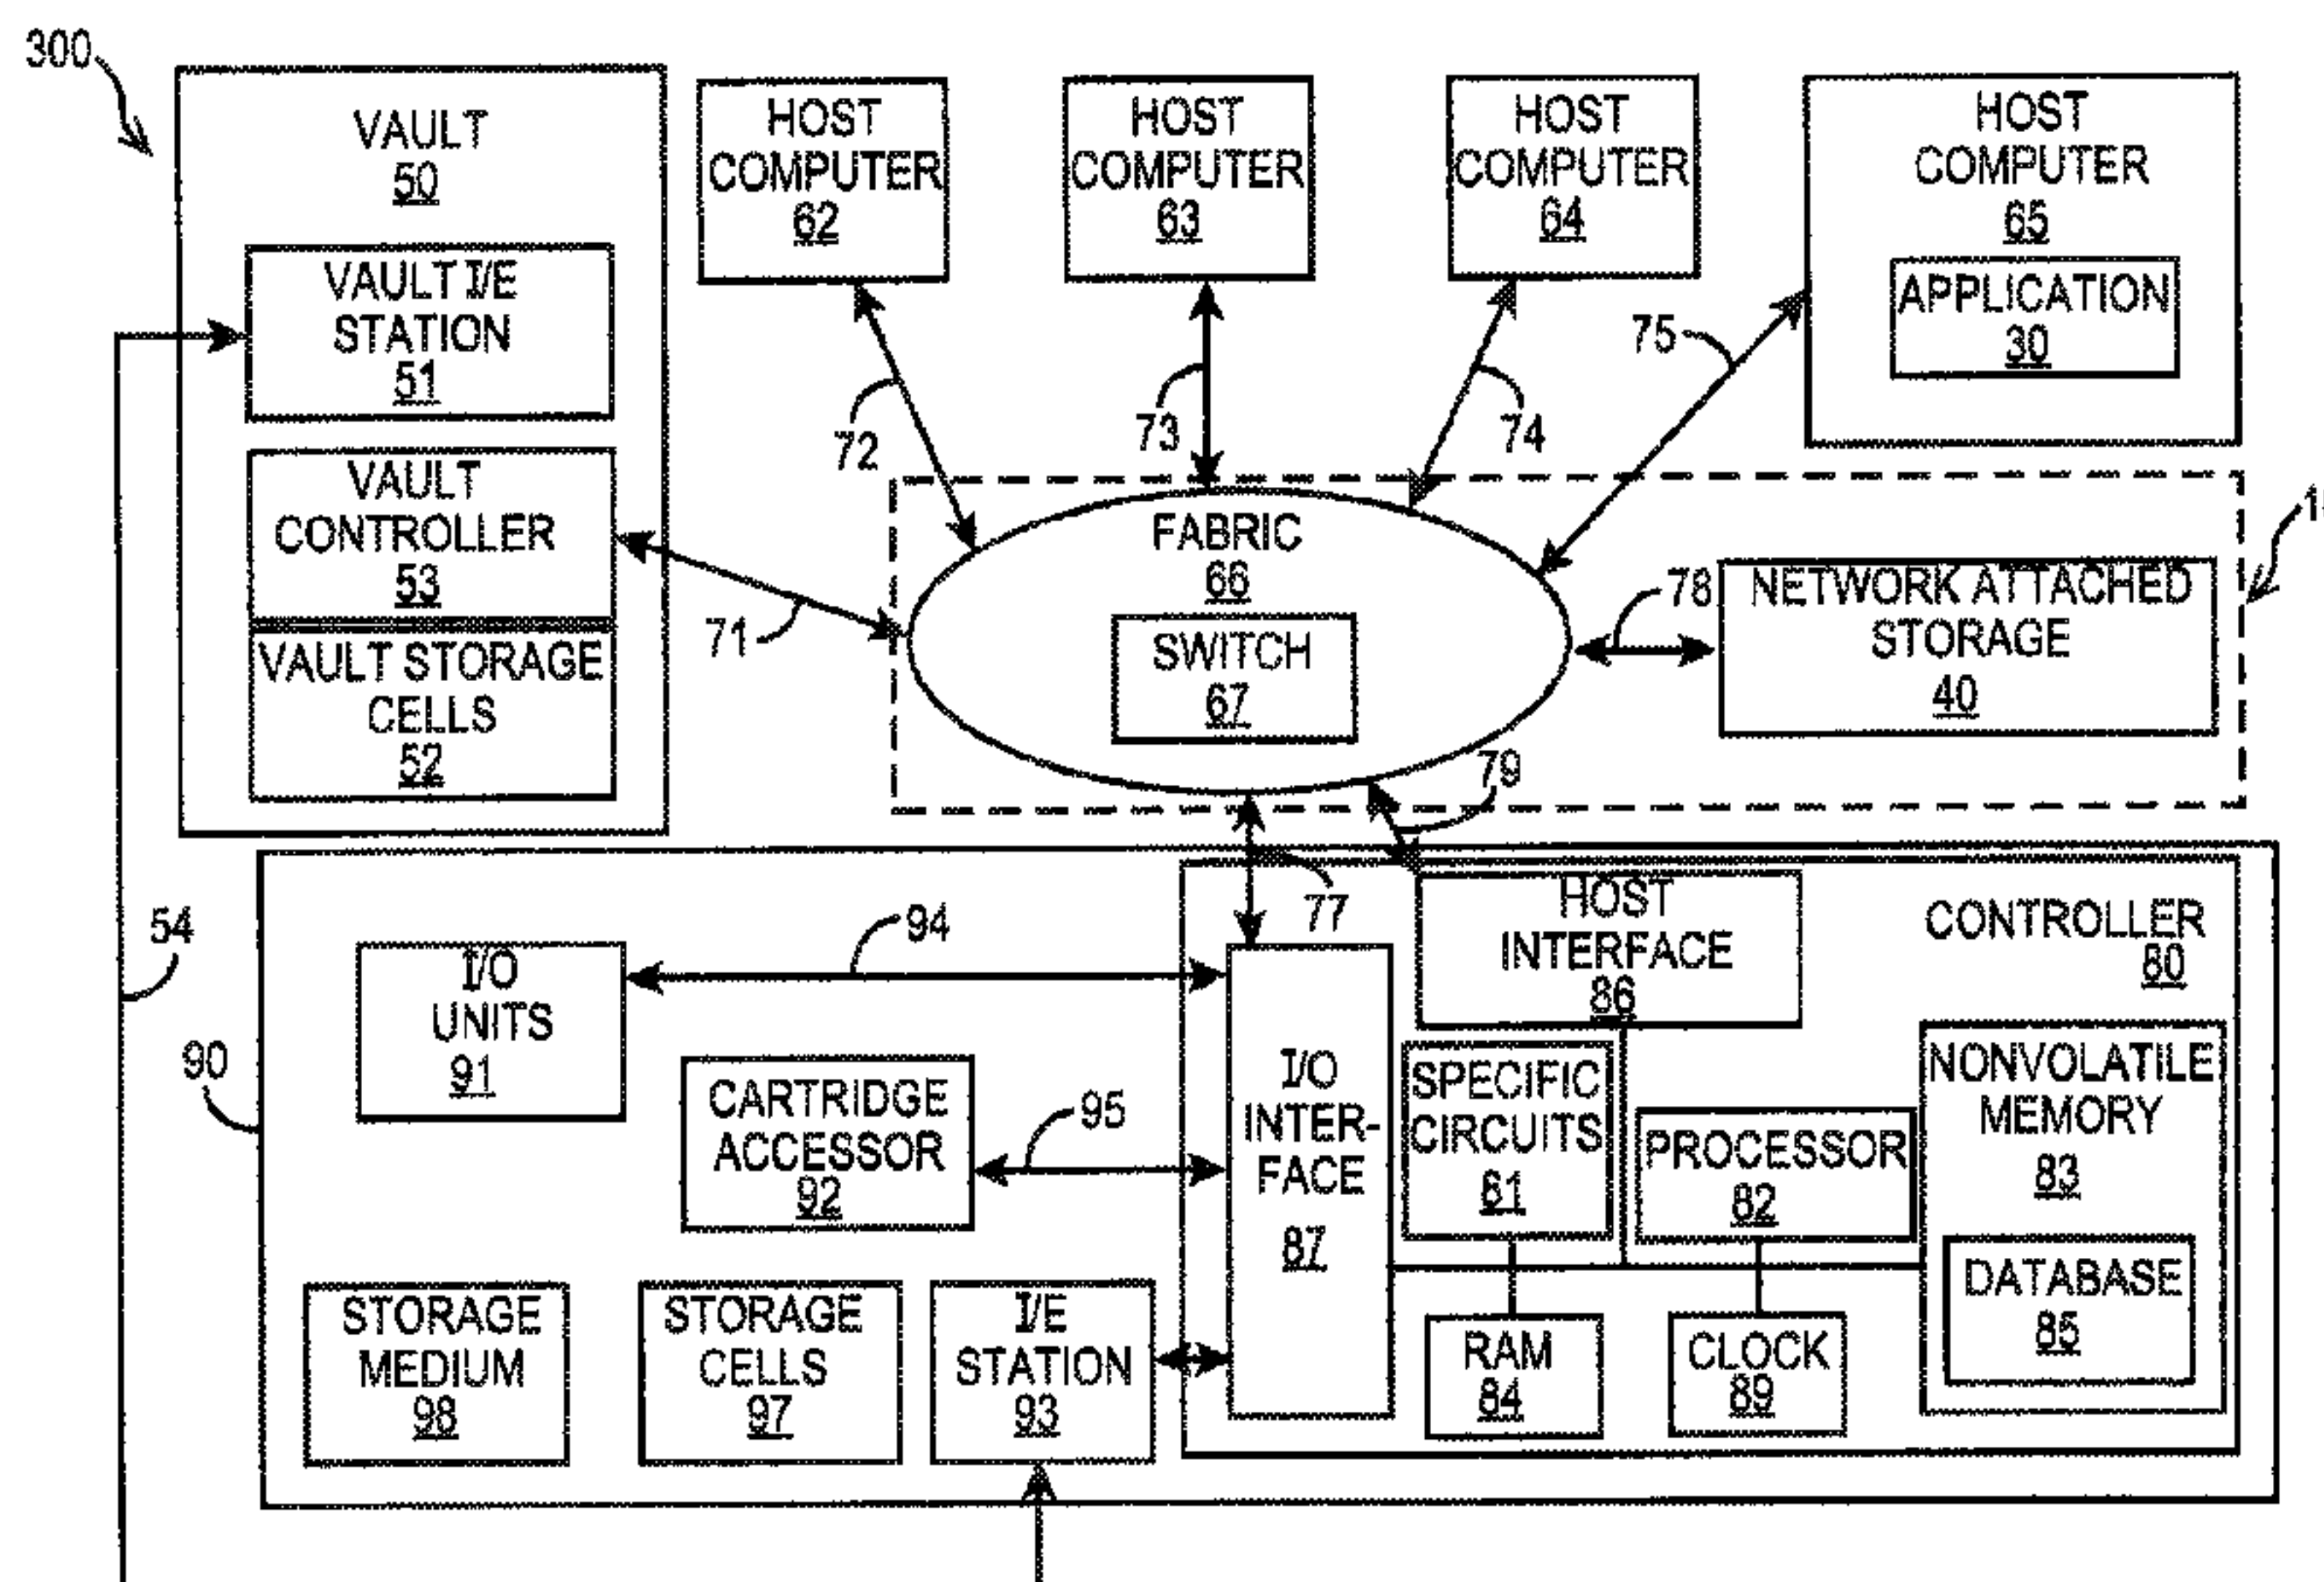 300
VAULT
50
VAULT I/E
STATION
51
VAULT
CONTROLLER
53
VAULT STORAGE
CELLS
52
HOST
COMPUTER
62
HOST
COMPUTER
63
HOST
COMPUTER
64
HOST
COMPUTER
65
APPLICATION
30
72
73
74
75
71
FABRIC
66
SWITCH
67
78
NETWORK ATTACHED
STORAGE
40
79
77
54
90
I/O
UNITS
91
94
CARTRIDGE
ACCESSOR
92
95
STORAGE
MEDIUM
98
STORAGE
CELLS
97
I/E
STATION
93
I/O
INTER-
FACE
87
HOST
INTERFACE
86
CONTROLLER
80
SPECIFIC
CIRCUITS
81
PROCESSOR
82
NONVOLATILE
MEMORY
83
DATABASE
85
RAM
84
CLOCK
89